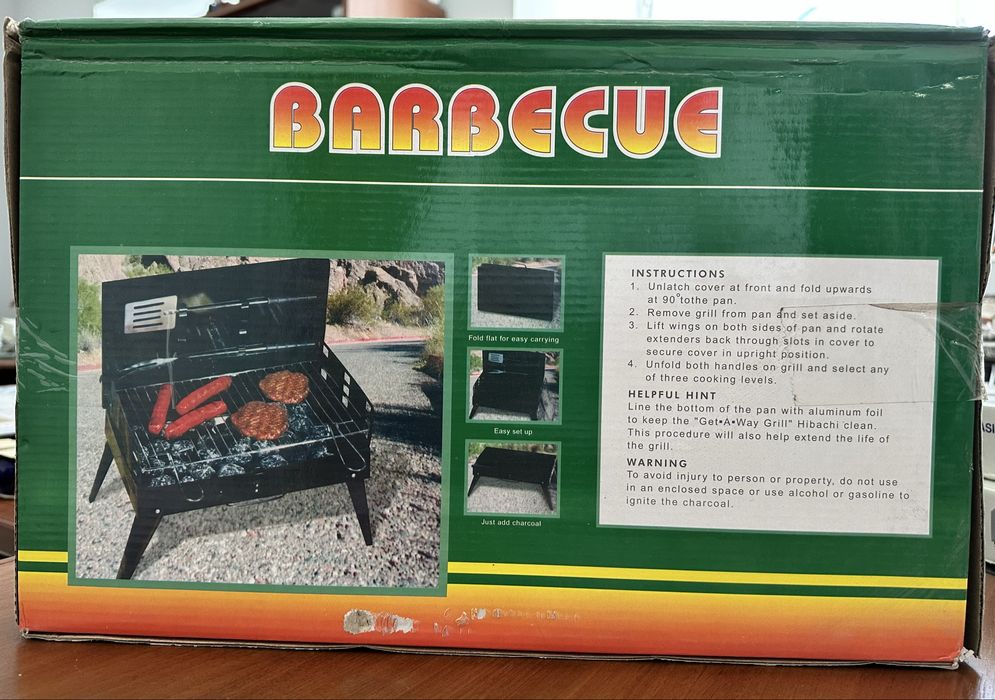 BARBECUE
Fold flat for easy carrying
Easy set up
Just add charcoal
INSTRUCTIONS
1. Unlatch cover at front and fold upwards
at 90°tothe pan.
2. Remove grill from pan and set aside.
3. Lift wings on both sides of pan and rotate
extenders back through slots in cover to
secure cover in upright position.
4. Unfold both handles on grill and select any
of three cooking levels.
HELPFUL HINT
Line the bottom of the pan with aluminum foil
to keep the "Get•A•Way Grill" Hibachi clean.
This procedure will also help extend the life of
the grill.
WARNING
To avoid injury to person or property, do not use
in an enclosed space or use alcohol or gasoline to
ignite the charcoal.